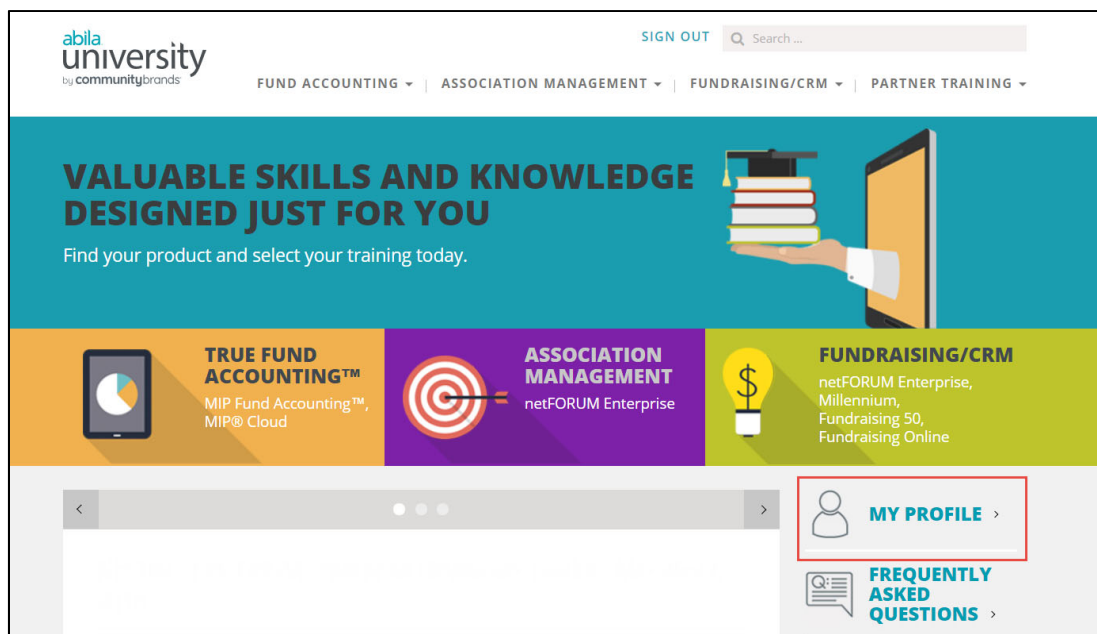 abila
university
by communitybrands
SIGN OUT
Search ...
FUND ACCOUNTING | ASSOCIATION MANAGEMENT | FUNDRAISING/CRM | PARTNER TRAINING
VALUABLE SKILLS AND KNOWLEDGE
DESIGNED JUST FOR YOU
Find your product and select your training today.
TRUE FUND
ACCOUNTING™
MIP Fund Accounting™,
MIP® Cloud
ASSOCIATION
MANAGEMENT
netFORUM Enterprise
$
FUNDRAISING/CRM
netFORUM Enterprise,
Millennium,
Fundraising 50,
Fundraising Online
MY PROFILE ›
Q:
FREQUENTLY
ASKED
QUESTIONS ›